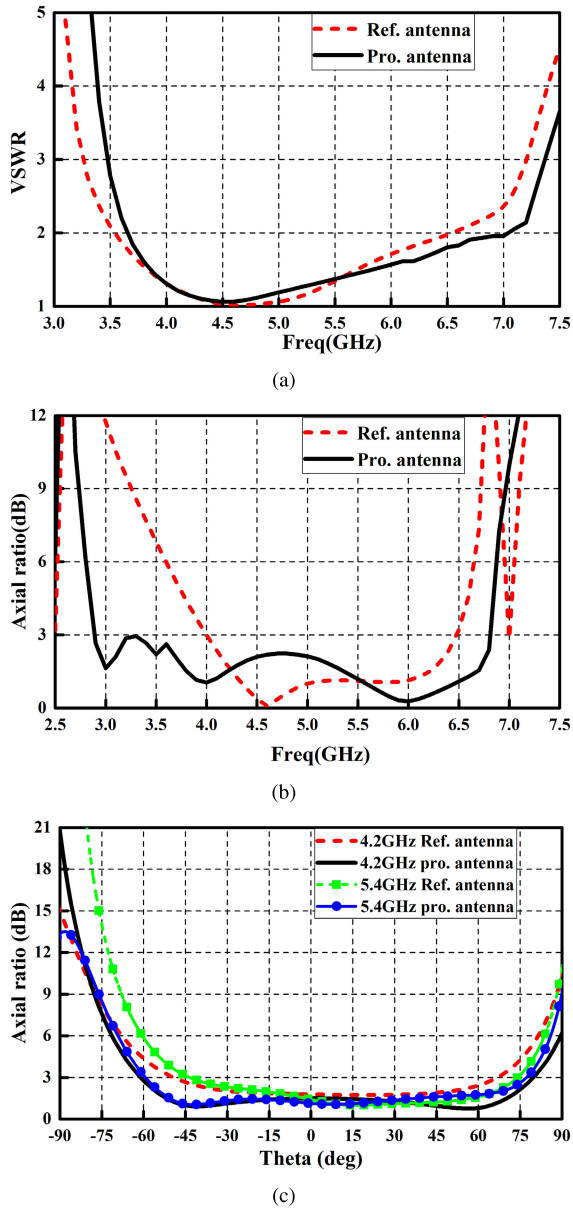 5
4
3
2
1
VSWR
Ref. antenna
Pro. antenna
3.0 3.5 4.0 4.5 5.0 5.5 6.0 6.5 7.0 7.5
Freq(GHz)
(a)
12
9
6
3
0
Axial ratio(dB)
Ref. antenna
Pro. antenna
2.5 3.0 3.5 4.0 4.5 5.0 5.5 6.0 6.5 7.0 7.5
Freq(GHz)
(b)
21
18
15
12
9
6
3
0
Axial ratio (dB)
4.2GHz Ref. antenna
4.2GHz pro. antenna
5.4GHz Ref. antenna
5.4GHz pro. antenna
-90 -75 -60 -45 -30 -15 0 15 30 45 60 75 90
Theta (deg)
(c)